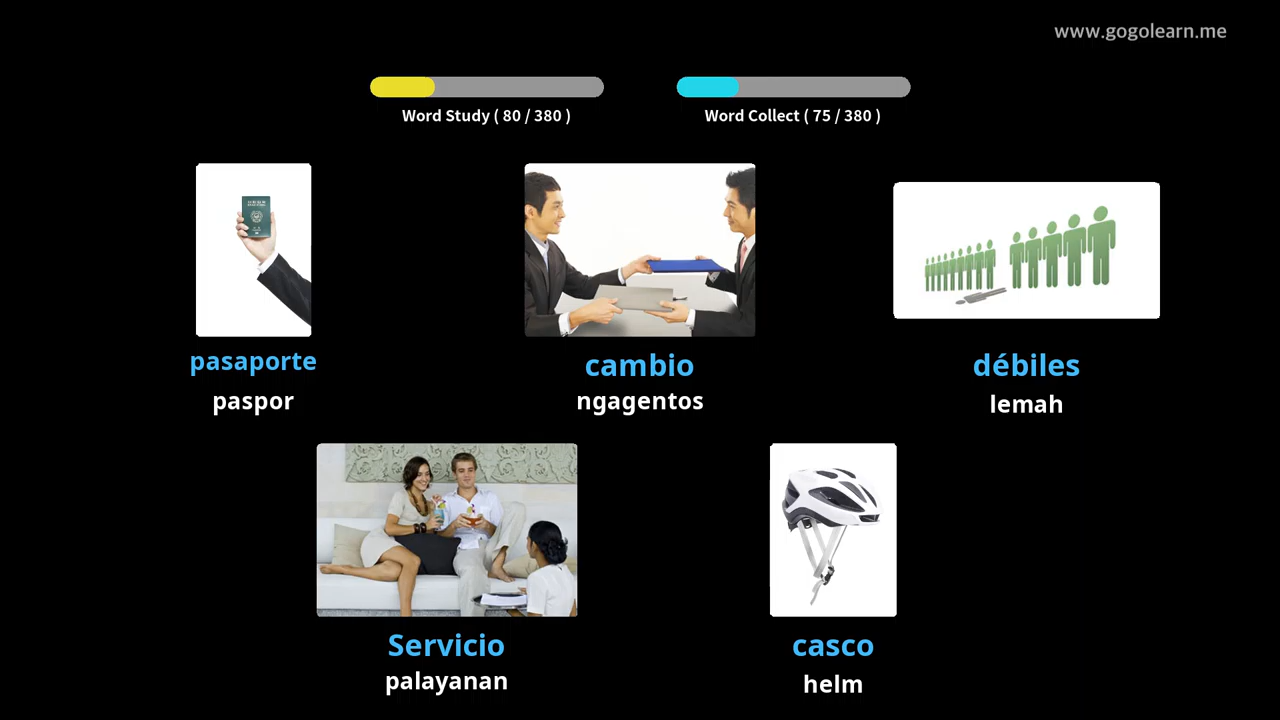 www.gogolearn.me
Word Study ( 80 / 380 )
Word Collect ( 75 / 380 )
pasaporte
paspor
cambio
ngagentos
débiles
lemah
Servicio
palayanan
casco
helm